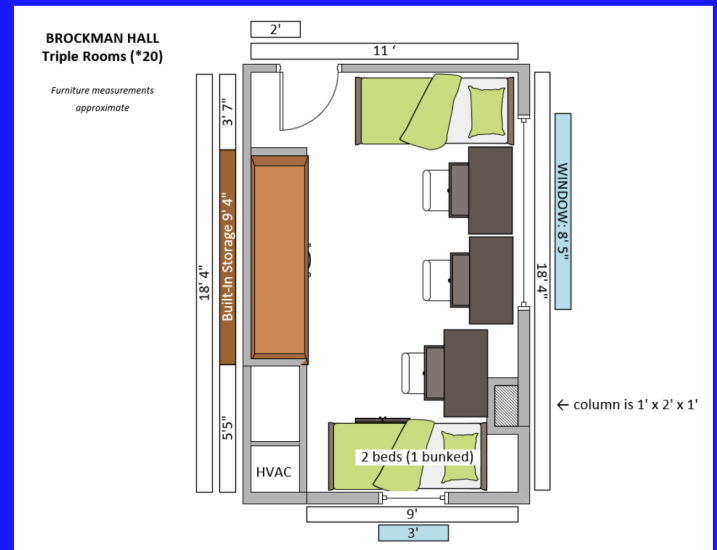 BROCKMAN HALL
Triple Rooms (*20)
Furniture measurements
approximate
2'
11 ‘
3' 7"
Built-In Storage 9' 4"
18' 4"
5'5"
WINDOW: 8' 5"
18' 4"
← column is 1' x 2' x 1'
2 beds (1 bunked)
HVAC
9'
3'